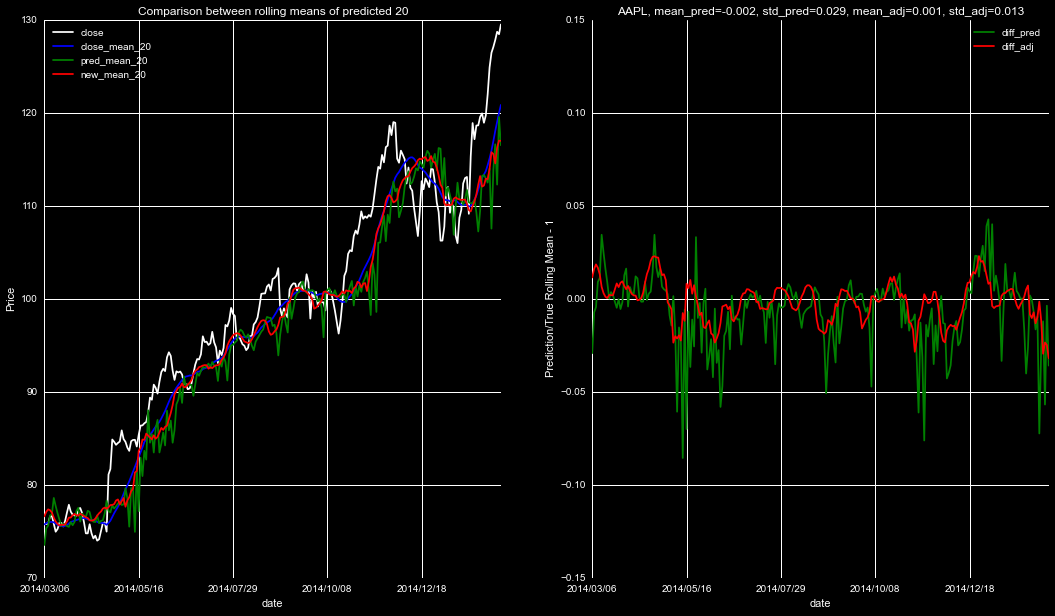 Comparison between rolling means of predicted 20
130
120
110
100
90
80
70
Price
close
close_mean_20
pred_mean_20
new_mean_20
2014/03/06 2014/05/16 2014/07/29 2014/10/08 2014/12/18
date
AAPL, mean_pred=-0.002, std_pred=0.029, mean_adj=0.001, std_adj=0.013
0.15
0.10
0.05
0.00
−0.05
−0.10
−0.15
Prediction/True Rolling Mean - 1
diff_pred
diff_adj
2014/03/06 2014/05/16 2014/07/29 2014/10/08 2014/12/18
date